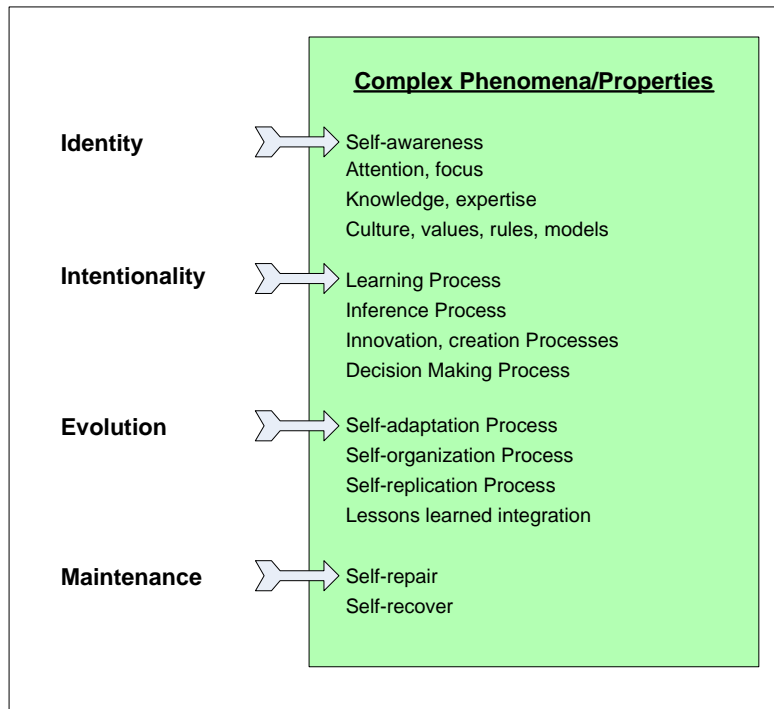 Complex Phenomena/Properties
Identity
Self-awareness
Attention, focus
Knowledge, expertise
Culture, values, rules, models
Intentionality
Learning Process
Inference Process
Innovation, creation Processes
Decision Making Process
Evolution
Self-adaptation Process
Self-organization Process
Self-replication Process
Lessons learned integration
Maintenance
Self-repair
Self-recover